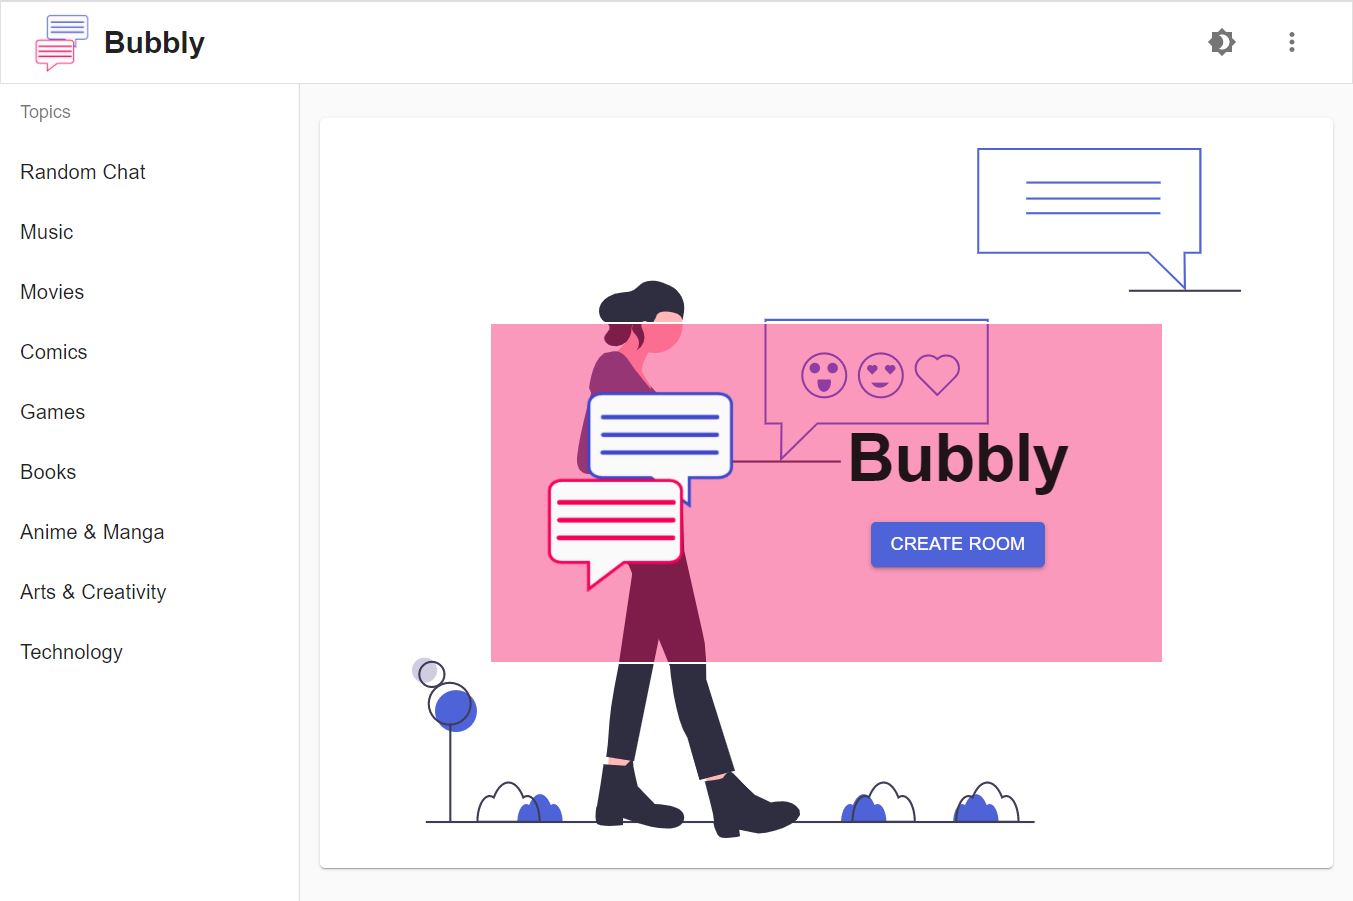 Bubbly
Topics
Random Chat
Music
Movies
Comics
Games
Books
Anime & Manga
Arts & Creativity
Technology
Bubbly
CREATE ROOM